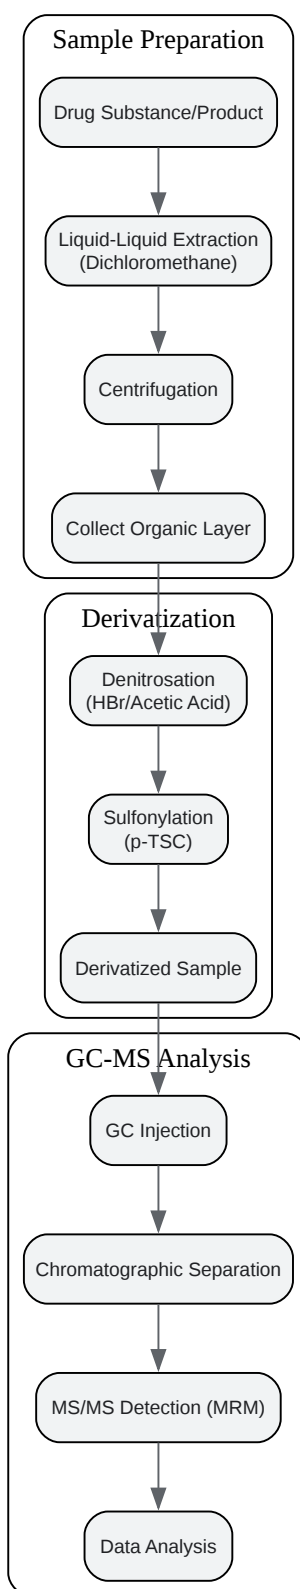 Sample Preparation
Drug Substance/Product
Liquid-Liquid Extraction
(Dichloromethane)
Centrifugation
Collect Organic Layer
Derivatization
Denitrosation
(HBr/Acetic Acid)
Sulfonylation
(p-TSC)
Derivatized Sample
GC-MS Analysis
GC Injection
Chromatographic Separation
MS/MS Detection (MRM)
Data Analysis